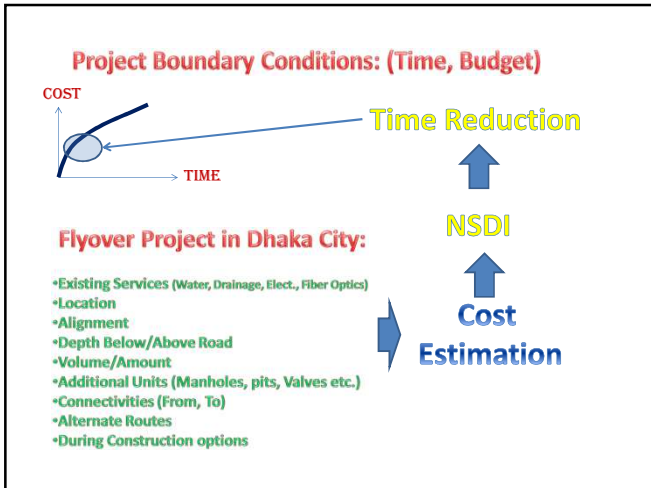 Project Boundary Conditions: (Time, Budget)
COST
TIME
Time Reduction
NSDI
Cost
Estimation
Flyover Project in Dhaka City:
•Existing Services (Water, Drainage, Elect., Fiber Optics)
•Location
•Alignment
•Depth Below/Above Road
•Volume/Amount
•Additional Units (Manholes, pits, Valves etc.)
•Connectivities (From, To)
•Alternate Routes
•During Construction options